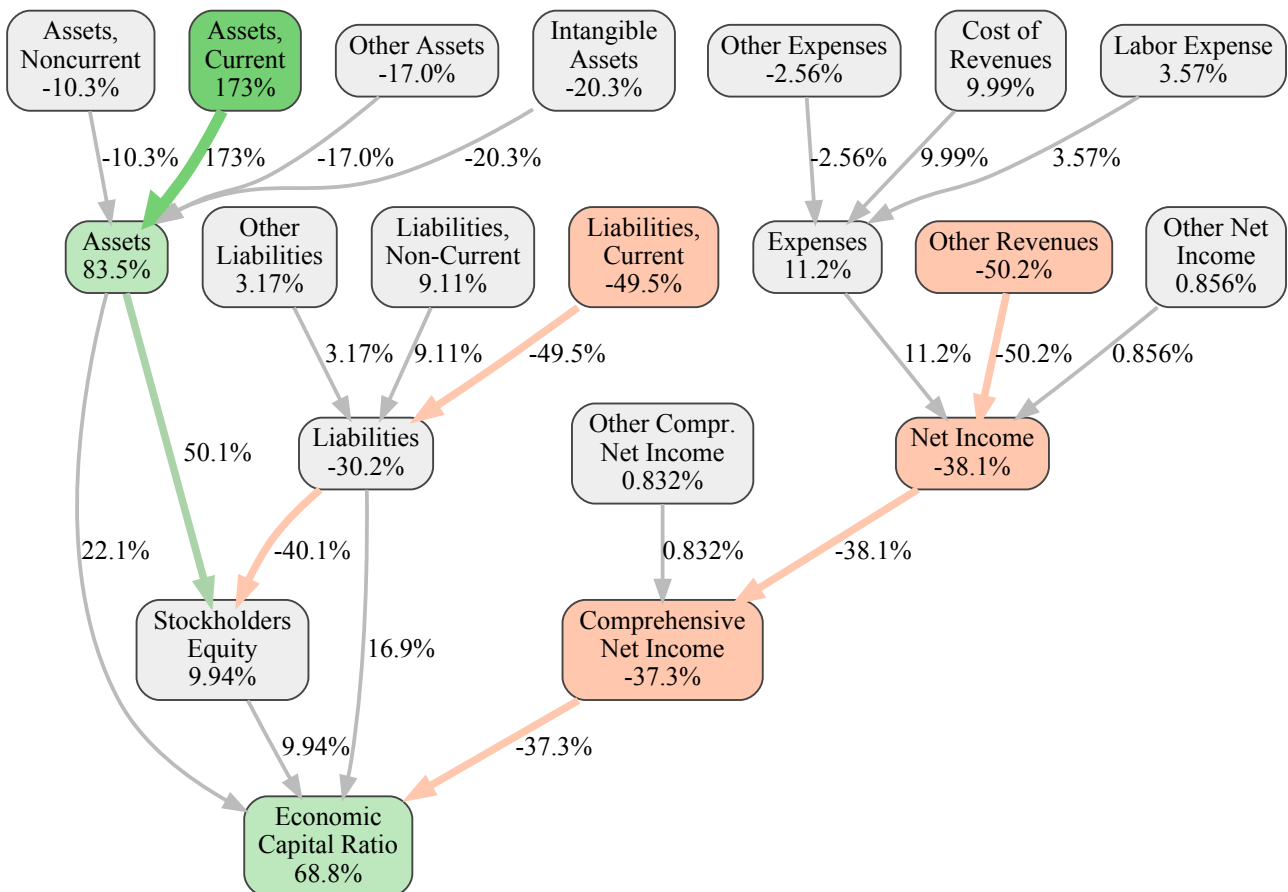 Assets,
Noncurrent
-10.3%
Assets,
Current
173%
Other Assets
-17.0%
Intangible
Assets
-20.3%
Other Expenses
-2.56%
Cost of
Revenues
9.99%
Labor Expense
3.57%
-10.3%
173%
-17.0%
-20.3%
-2.56%
9.99%
3.57%
Assets
83.5%
Other
Liabilities
3.17%
Liabilities,
Non-Current
9.11%
Liabilities,
Current
-49.5%
Expenses
11.2%
Other Revenues
-50.2%
Other Net
Income
0.856%
3.17%
9.11%
-49.5%
11.2%
-50.2%
0.856%
50.1%
Liabilities
-30.2%
Other Compr.
Net Income
0.832%
Net Income
-38.1%
22.1%
-40.1%
0.832%
-38.1%
Stockholders
Equity
9.94%
16.9%
Comprehensive
Net Income
-37.3%
9.94%
-37.3%
Economic
Capital Ratio
68.8%